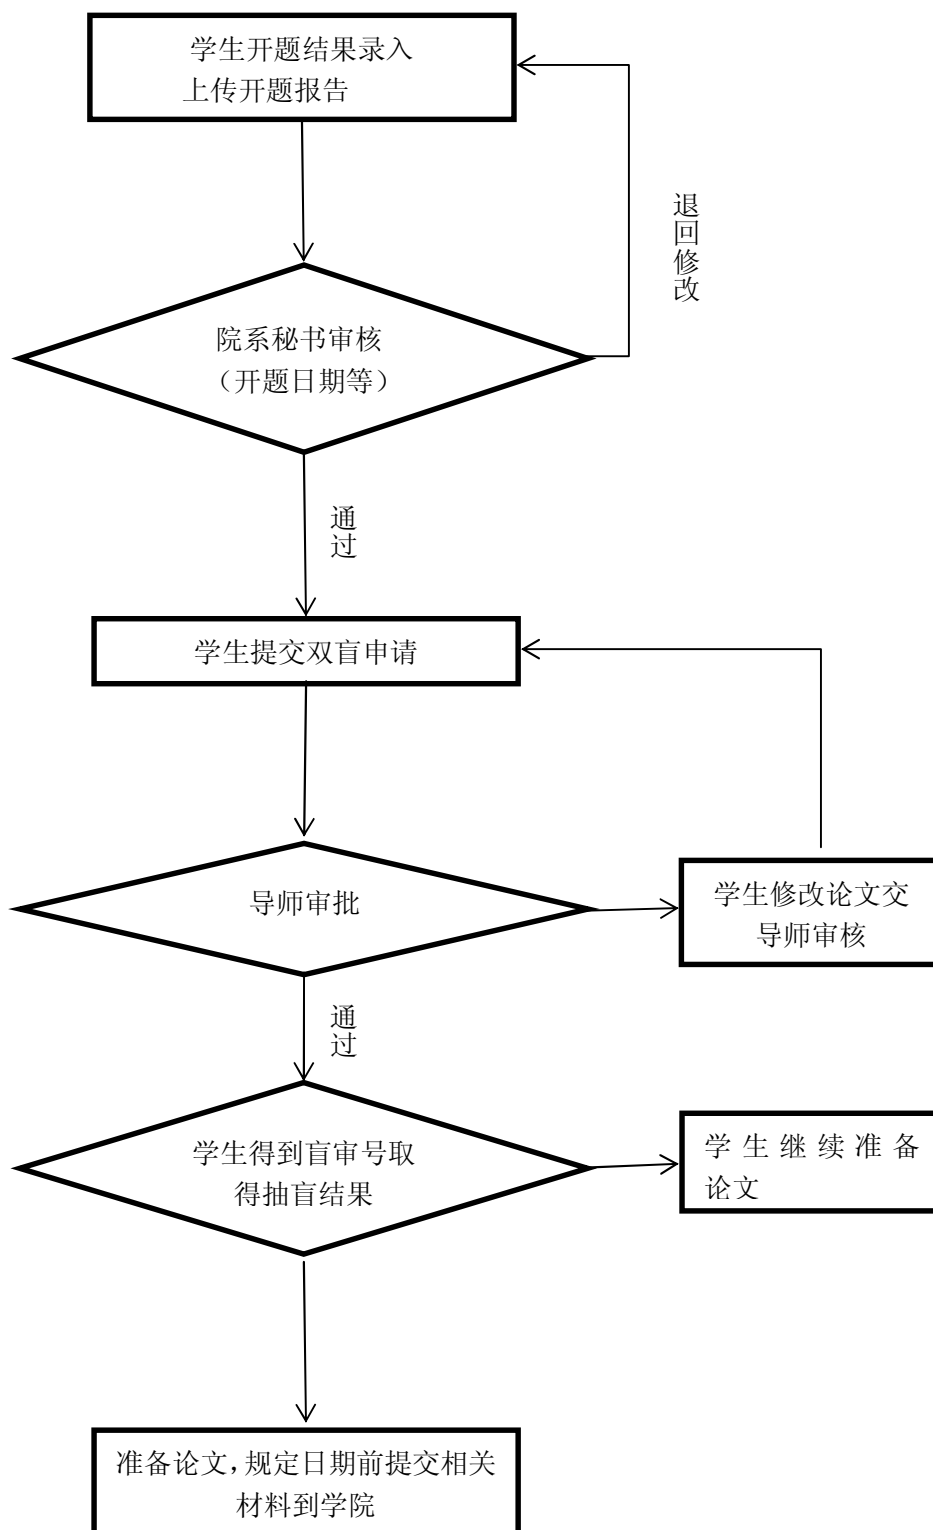 学生开题结果录入
上传开题报告
退回修改
院系秘书审核
（开题日期等）
通过
学生提交双盲申请
导师审批
学生修改论文交
导师审核
通过
学生得到盲审号取
得抽盲结果
学生继续准备
论文
准备论文,规定日期前提交相关
材料到学院